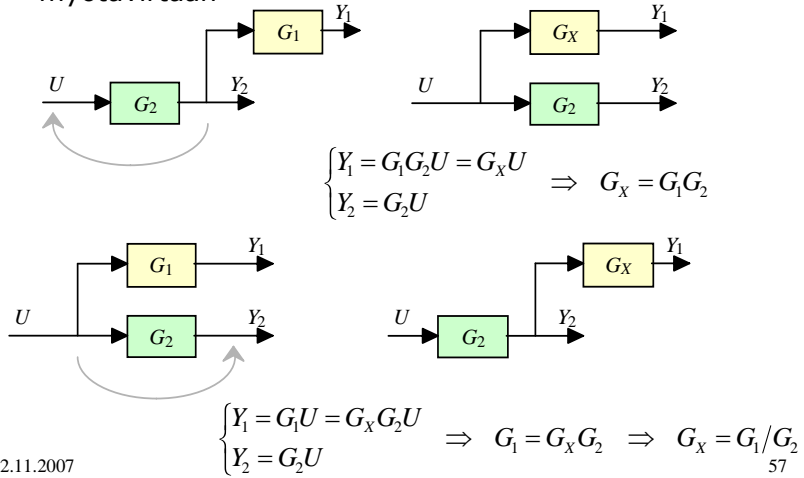 G1 Y1
U G2 Y2
GX Y1
U G2 Y2
{Y1 = G1G2U = GXU
Y2 = G2U ⇒ GX = G1G2
G1 Y1
U G2 Y2
GX Y1
U G2 Y2
{Y1 = G1U = GXG2U
Y2 = G2U ⇒ G1 = GXG2 ⇒ GX = G1/G2
2.11.2007
57